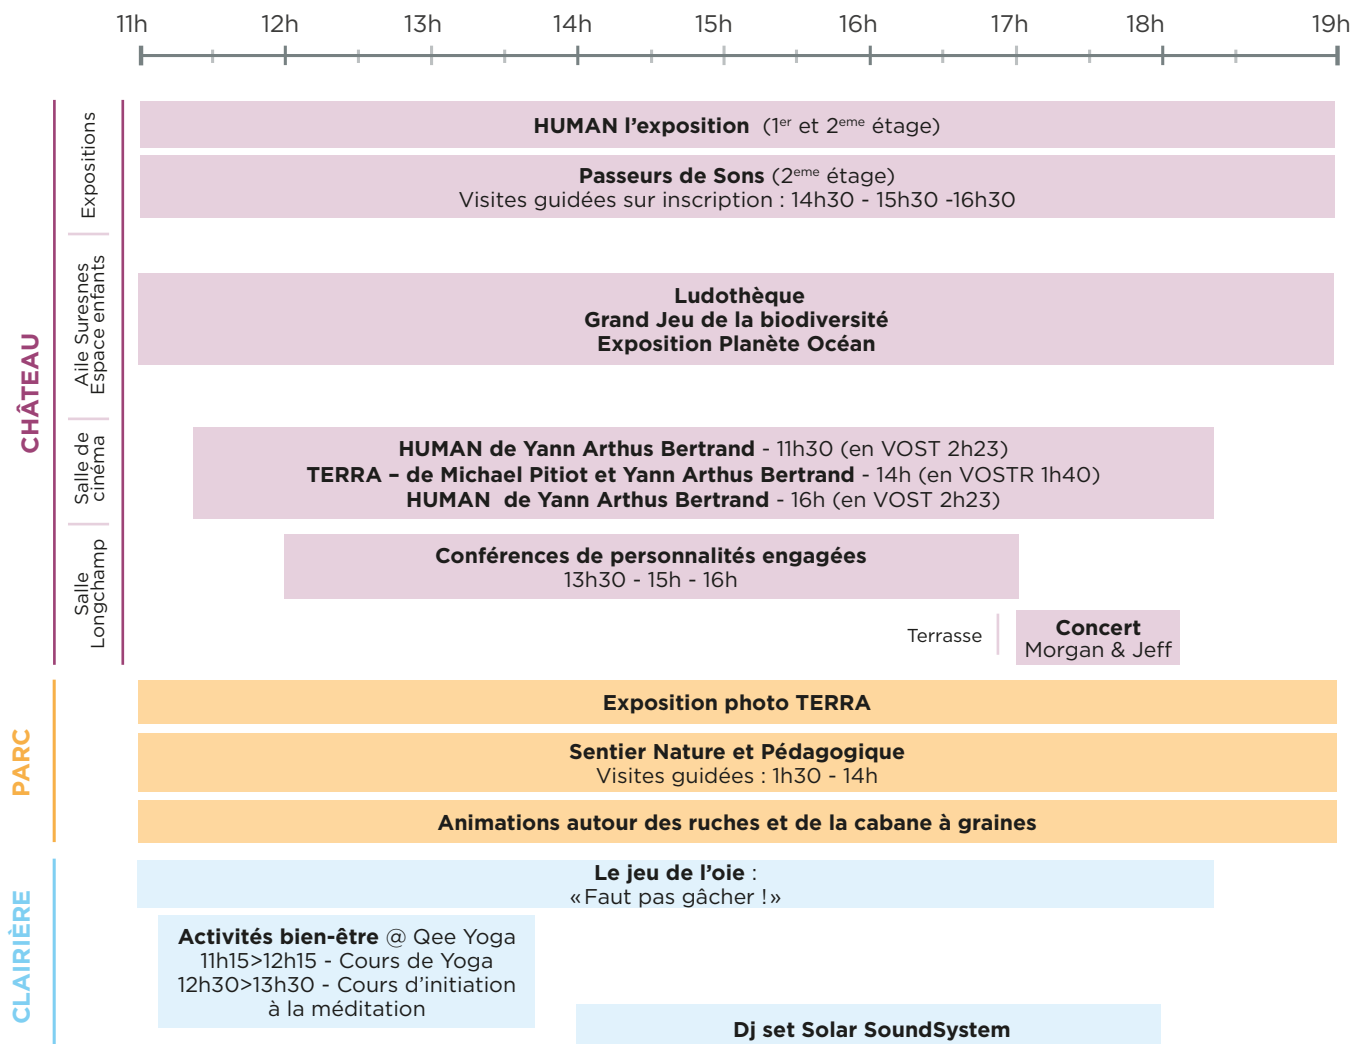 11h 12h 13h 14h 15h 16h 17h 18h 19h
CHÂTEAU
Expositions
HUMAN l’exposition (1er et 2eme étage)
Passeurs de Sons (2eme étage)
Visites guidées sur inscription : 14h30 - 15h30 -16h30
Aile Suresnes
Espace enfants
Ludothèque
Grand Jeu de la biodiversité
Exposition Planète Océan
Salle de
cinéma
HUMAN de Yann Arthus Bertrand - 11h30 (en VOST 2h23)
TERRA – de Michael Pitiot et Yann Arthus Bertrand - 14h (en VOSTR 1h40)
HUMAN de Yann Arthus Bertrand - 16h (en VOST 2h23)
Salle
Longchamp
Conférences de personnalités engagées
13h30 - 15h - 16h
Terrasse
Concert
Morgan & Jeff
PARC
Exposition photo TERRA
Sentier Nature et Pédagogique
Visites guidées : 1h30 - 14h
Animations autour des ruches et de la cabane à graines
CLAIRIÈRE
Le jeu de l’oie :
«Faut pas gâcher !»
Activités bien-être @ Qee Yoga
11h15>12h15 - Cours de Yoga
12h30>13h30 - Cours d’initiation
à la méditation
Dj set Solar SoundSystem